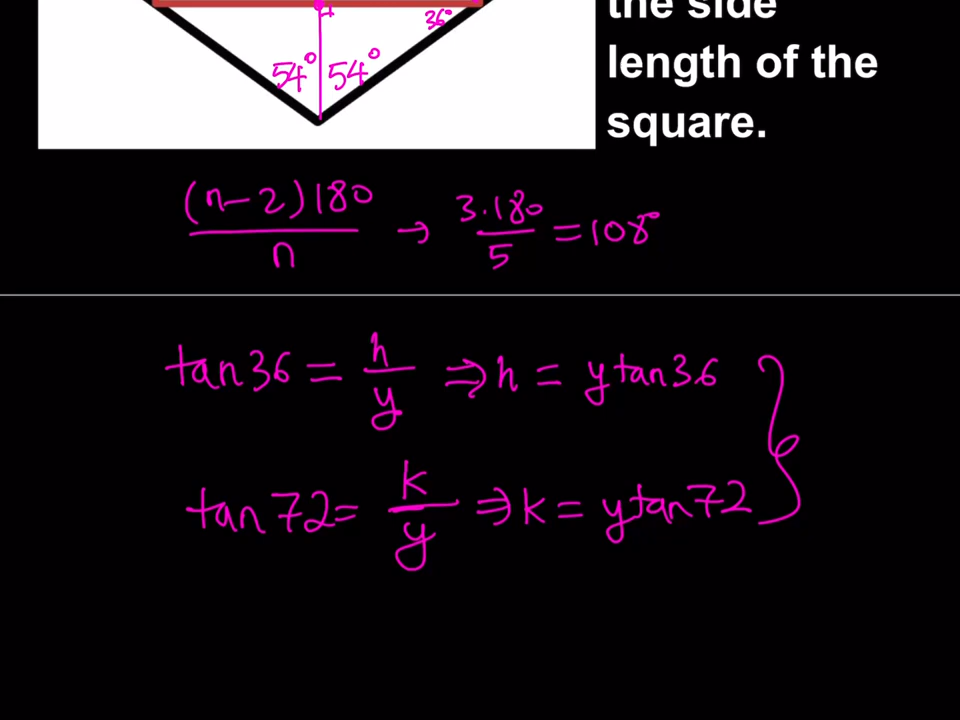 the side
36°
54° 54°
length of the
square.
(n-2)180/n → 3.180/5 = 108°
tan36 = h/y ⇒ h = y tan36
tan72 = k/y ⇒ k = y tan72